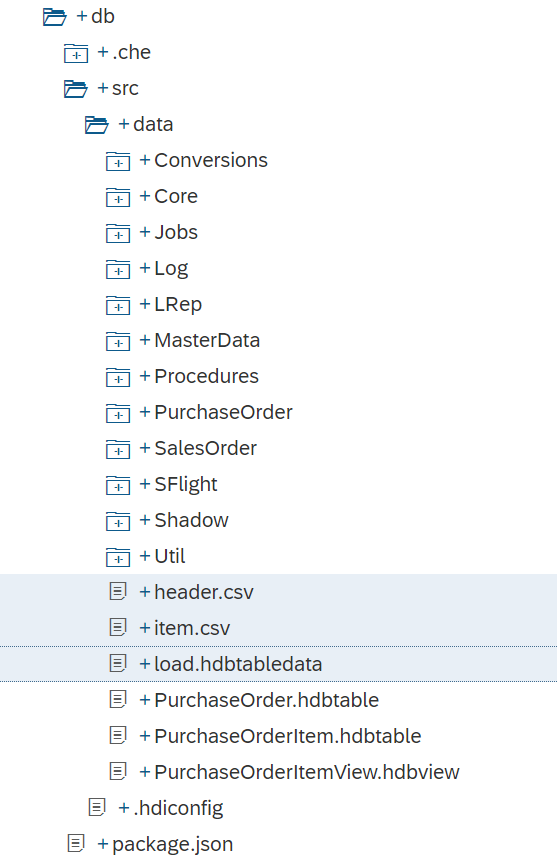 + db
+ .che
+ src
+ data
+ Conversions
+ Core
+ Jobs
+ Log
+ LRep
+ MasterData
+ Procedures
+ PurchaseOrder
+ SalesOrder
+ SFlight
+ Shadow
+ Util
+ header.csv
+ item.csv
+ load.hdbtabledata
+ PurchaseOrder.hdbtable
+ PurchaseOrderItem.hdbtable
+ PurchaseOrderItemView.hdbview
+ .hdiconfig
+ package.json